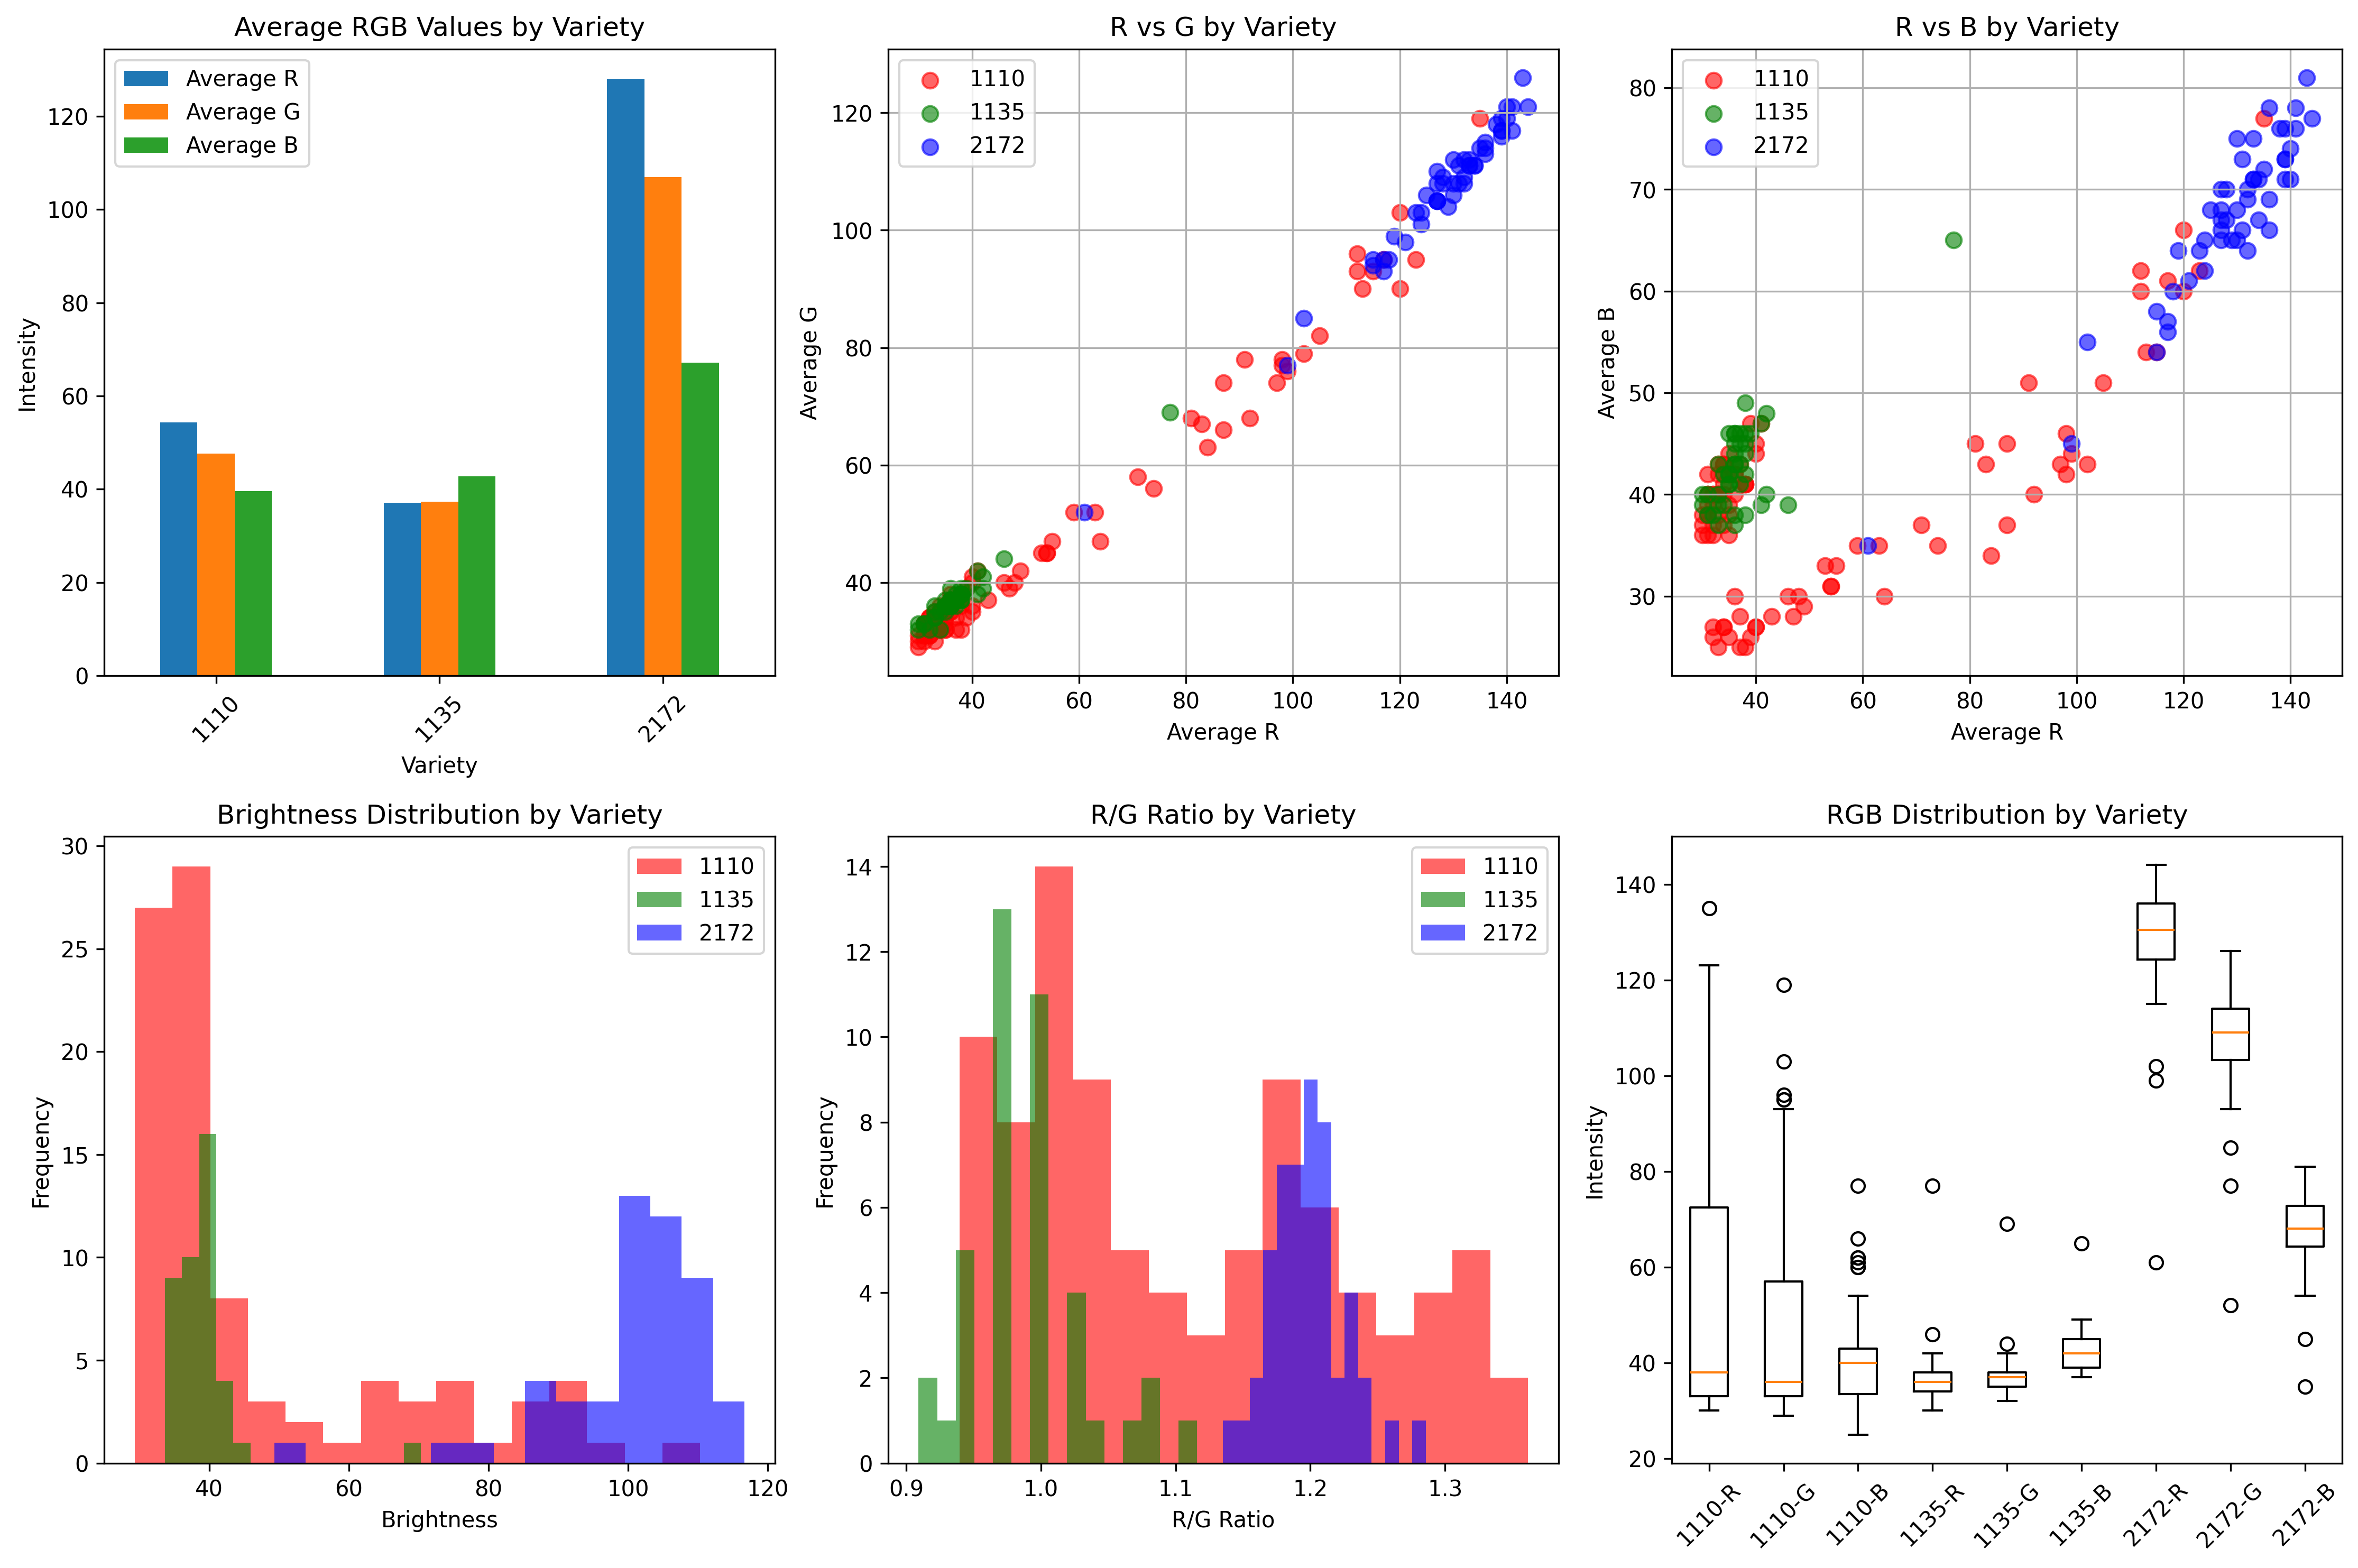 Average RGB Values by Variety
Average R
Average G
Average B
Intensity
120
100
80
60
40
20
0
1110
1135
2172
Variety
R vs G by Variety
1110
1135
2172
Average G
120
100
80
60
40
40 60 80 100 120 140
Average R
R vs B by Variety
1110
1135
2172
Average B
80
70
60
50
40
30
40 60 80 100 120 140
Average R
Brightness Distribution by Variety
1110
1135
2172
Frequency
30
25
20
15
10
5
0
40 60 80 100 120
Brightness
R/G Ratio by Variety
1110
1135
2172
Frequency
14
12
10
8
6
4
2
0
0.9 1.0 1.1 1.2 1.3
R/G Ratio
RGB Distribution by Variety
Intensity
140
120
100
80
60
40
20
1110-R
1110-G
1110-B
1135-R
1135-G
1135-B
2172-R
2172-G
2172-B